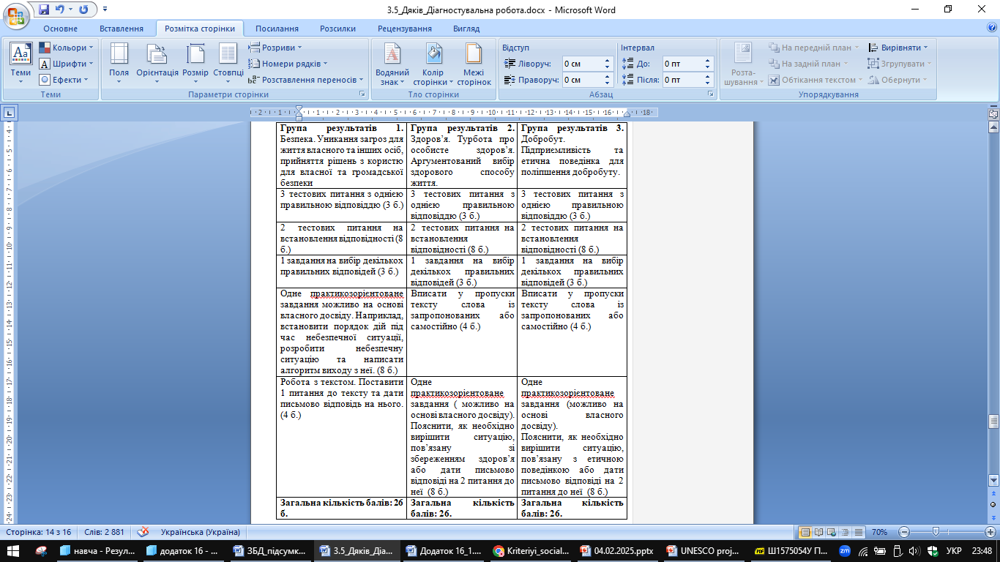 3.5_Дяків_Діагностувальна робота.docx - Microsoft Word
Основне Вставлення Розмітка сторінки Посилання Розсилки Рецензування Вигляд
Теми
Кольори
Шрифти
Ефекти
Теми
Поля
Орієнтація
Розмір
Стовпці
Розриви
Номери рядків
Розставлення переносів
Параметри сторінки
Водяний знак
Колір сторінки
Межі сторінок
Тло сторінки
Відступ
Ліворуч: 0 см
Праворуч: 0 см
Інтервал
До: 0 пт
Після: 0 пт
Абзац
Розта-
шування
На передній план
На задній план
Обтікання текстом
Вирівняти
Згрупувати
Обернути
Упорядкування
Група результатів 1.
Безпека. Уникання загроз для
життя власного та інших осіб,
прийняття рішень з користю
для власної та громадської
безпеки
Група результатів 2.
Здоров’я. Турбота про
особисте здоров’я.
Аргументований вибір
здорового способу
життя.
Група результатів 3.
Добробут.
Підприємливість та
етична поведінка для
поліпшення добробуту.
3 тестових питання з однією
правильною відповіддю (3 б.)
3 тестових питання з
однією правильною
відповіддю (3 б.)
3 тестових питання з
однією правильною
відповіддю (3 б.)
2 тестових питання на
встановлення відповідності (8
б.)
2 тестових питання на
встановлення
відповідності (8 б.)
2 тестових питання на
встановлення
відповідності (8 б.)
1 завдання на вибір декількох
правильних відповідей (3 б.)
1 завдання на вибір
декількох правильних
відповідей (3 б.)
1 завдання на вибір
декількох правильних
відповідей (3 б.)
Одне практикозорієнтоване
завдання можливо на основі
власного досвіду. Наприклад,
встановити порядок дій під
час небезпечної ситуації,
розробити небезпечну
ситуацію та написати
алгоритм виходу з неї. (8 б.)
Вписати у пропуски
тексту слова із
запропонованих або
самостійно (4 б.)
Вписати у пропуски
тексту слова із
запропонованих або
самостійно (4 б.)
Робота з текстом. Поставити
1 питання до тексту та дати
письмово відповідь на нього.
(4 б.)
Одне
практикозорієнтоване
завдання ( можливо на
основі власного досвіду).
Пояснити, як необхідно
вирішити ситуацію,
пов’язану зі
збереженням здоров’я
або дати письмово
відповіді на 2 питання до
неї (8 б.)
Одне
практикозорієнтоване
завдання (можливо на
основі власного
досвіду).
Пояснити, як необхідно
вирішити ситуацію,
пов’язану з етичною
поведінкою або дати
письмово відповіді на 2
питання до неї (8 б.)
Загальна кількість балів: 26
б.
Загальна кількість
балів: 26.
Загальна кількість
балів: 26.
Сторінка: 14 з 16 Слів: 2 881 Українська (Україна) 70%
навча - Резул... додаток 16 - ... ЗБД_підсумк... 3.5_Дяків_Діа... Додаток 16_1.... Kriteriyi_social... 04.02.2025.pptx UNESCO proj... Ш1575054У П... zm УКР 23:48